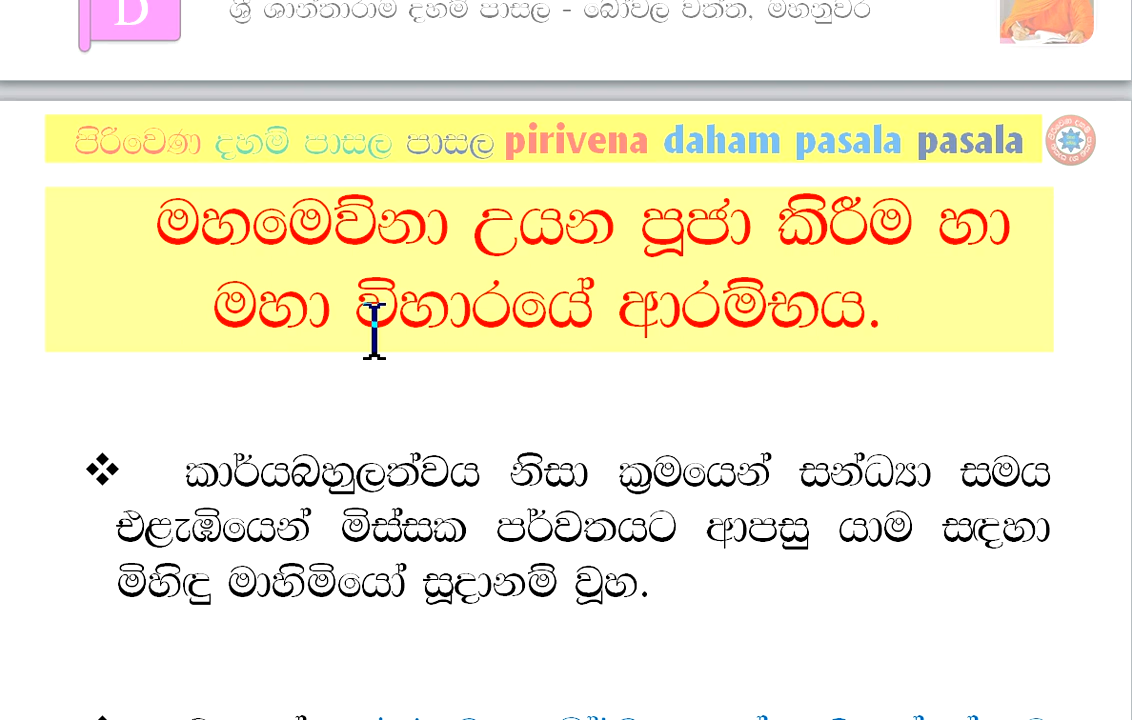 D
ශ්‍රී ශාන්තාරාම දහම් පාසල - බෝවල වත්ත, මහනුවර
පිරිවෙණ දහම් පාසල පාසල pirivena daham pasala pasala
මහමෙව්නා උයන පූජා කිරීම හා
මහා විහාරයේ ආරම්භය.
කාර්යබහුලත්වය නිසා ක්‍රමයෙන් සන්ධ්‍යා සමය
එළැඹියෙන් මිස්සක පර්වතයට ආපසු යාම සඳහා
මිහිඳු මාහිමියෝ සූදානම් වූහ.